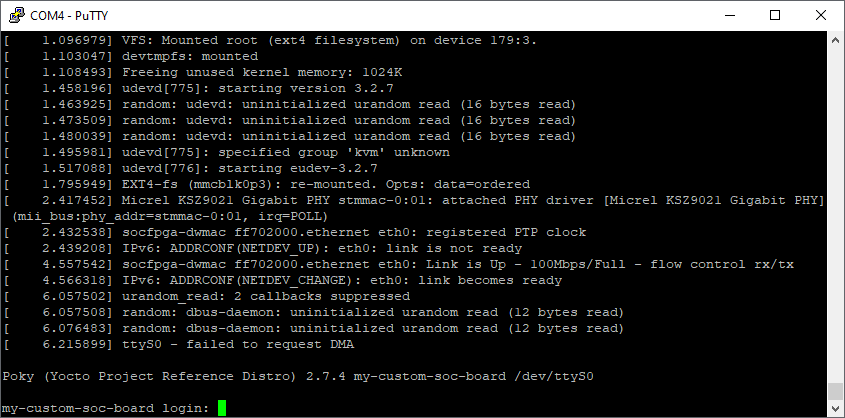 COM4 - PuTTY
[    1.096979] VFS: Mounted root (ext4 filesystem) on device 179:3.
[    1.103047] devtmpfs: mounted
[    1.108493] Freeing unused kernel memory: 1024K
[    1.458196] udevd[775]: starting version 3.2.7
[    1.463925] random: udevd: uninitialized urandom read (16 bytes read)
[    1.473509] random: udevd: uninitialized urandom read (16 bytes read)
[    1.480039] random: udevd: uninitialized urandom read (16 bytes read)
[    1.495981] udevd[775]: specified group 'kvm' unknown
[    1.517088] udevd[776]: starting eudev-3.2.7
[    1.795949] EXT4-fs (mmcblk0p3): re-mounted. Opts: data=ordered
[    2.417452] Micrel KSZ9021 Gigabit PHY stmmac-0:01: attached PHY driver [Micrel KSZ9021 Gigabit PHY]
(mii_bus:phy_addr=stmmac-0:01, irq=POLL)
[    2.432538] socfpga-dwmac ff702000.ethernet eth0: registered PTP clock
[    2.439208] IPv6: ADDRCONF(NETDEV_UP): eth0: link is not ready
[    4.557542] socfpga-dwmac ff702000.ethernet eth0: Link is Up - 100Mbps/Full - flow control rx/tx
[    4.566318] IPv6: ADDRCONF(NETDEV_CHANGE): eth0: link becomes ready
[    6.057502] urandom_read: 2 callbacks suppressed
[    6.057508] random: dbus-daemon: uninitialized urandom read (12 bytes read)
[    6.076483] random: dbus-daemon: uninitialized urandom read (12 bytes read)
[    6.215899] ttyS0 - failed to request DMA
Poky (Yocto Project Reference Distro) 2.7.4 my-custom-soc-board /dev/ttyS0
my-custom-soc-board login: